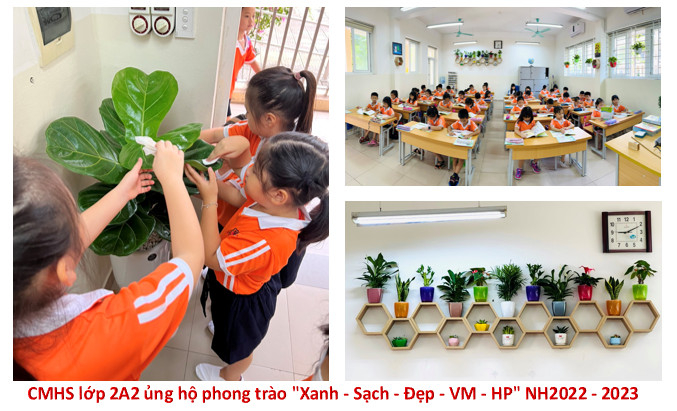 CMHS lớp 2A2 ủng hộ phong trào "Xanh - Sạch - Đẹp - VM - HP" NH2022 - 2023